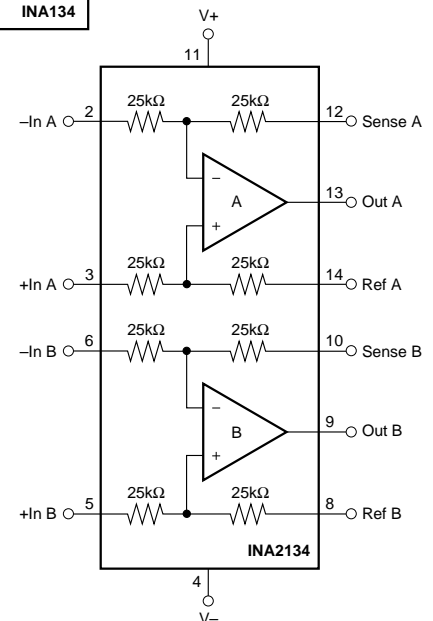 INA134
V+
11
25kΩ 25kΩ
–In A 2 12 Sense A
–
A 13 Out A
+
25kΩ 25kΩ
+In A 3 14 Ref A
25kΩ 25kΩ
–In B 6 10 Sense B
–
B 9 Out B
+
25kΩ 25kΩ
+In B 5 8 Ref B
INA2134
4
V–